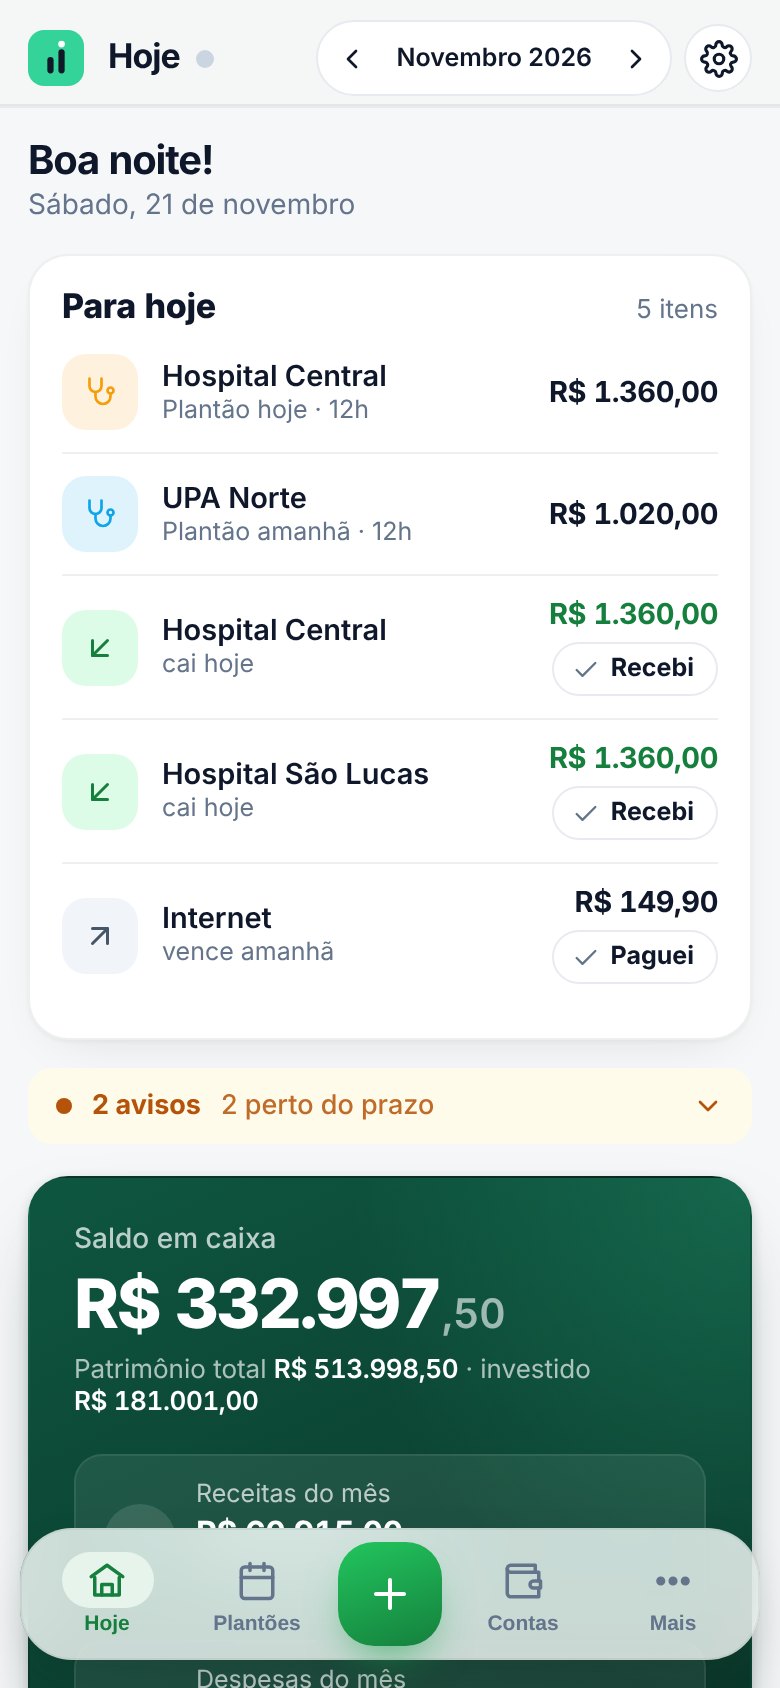 Hoje
Novembro 2026
Boa noite!
Sábado, 21 de novembro
Para hoje
5 itens
Hospital Central
Plantão hoje · 12h
R$ 1.360,00
UPA Norte
Plantão amanhã · 12h
R$ 1.020,00
Hospital Central
cai hoje
R$ 1.360,00
Recebi
Hospital São Lucas
cai hoje
R$ 1.360,00
Recebi
Internet
vence amanhã
R$ 149,90
Paguei
2 avisos 2 perto do prazo
Saldo em caixa
R$ 332.997,50
Patrimônio total R$ 513.998,50 · investido
R$ 181.001,00
Receitas do mês
Hoje
Plantões
Contas
Mais
Despesas do mês